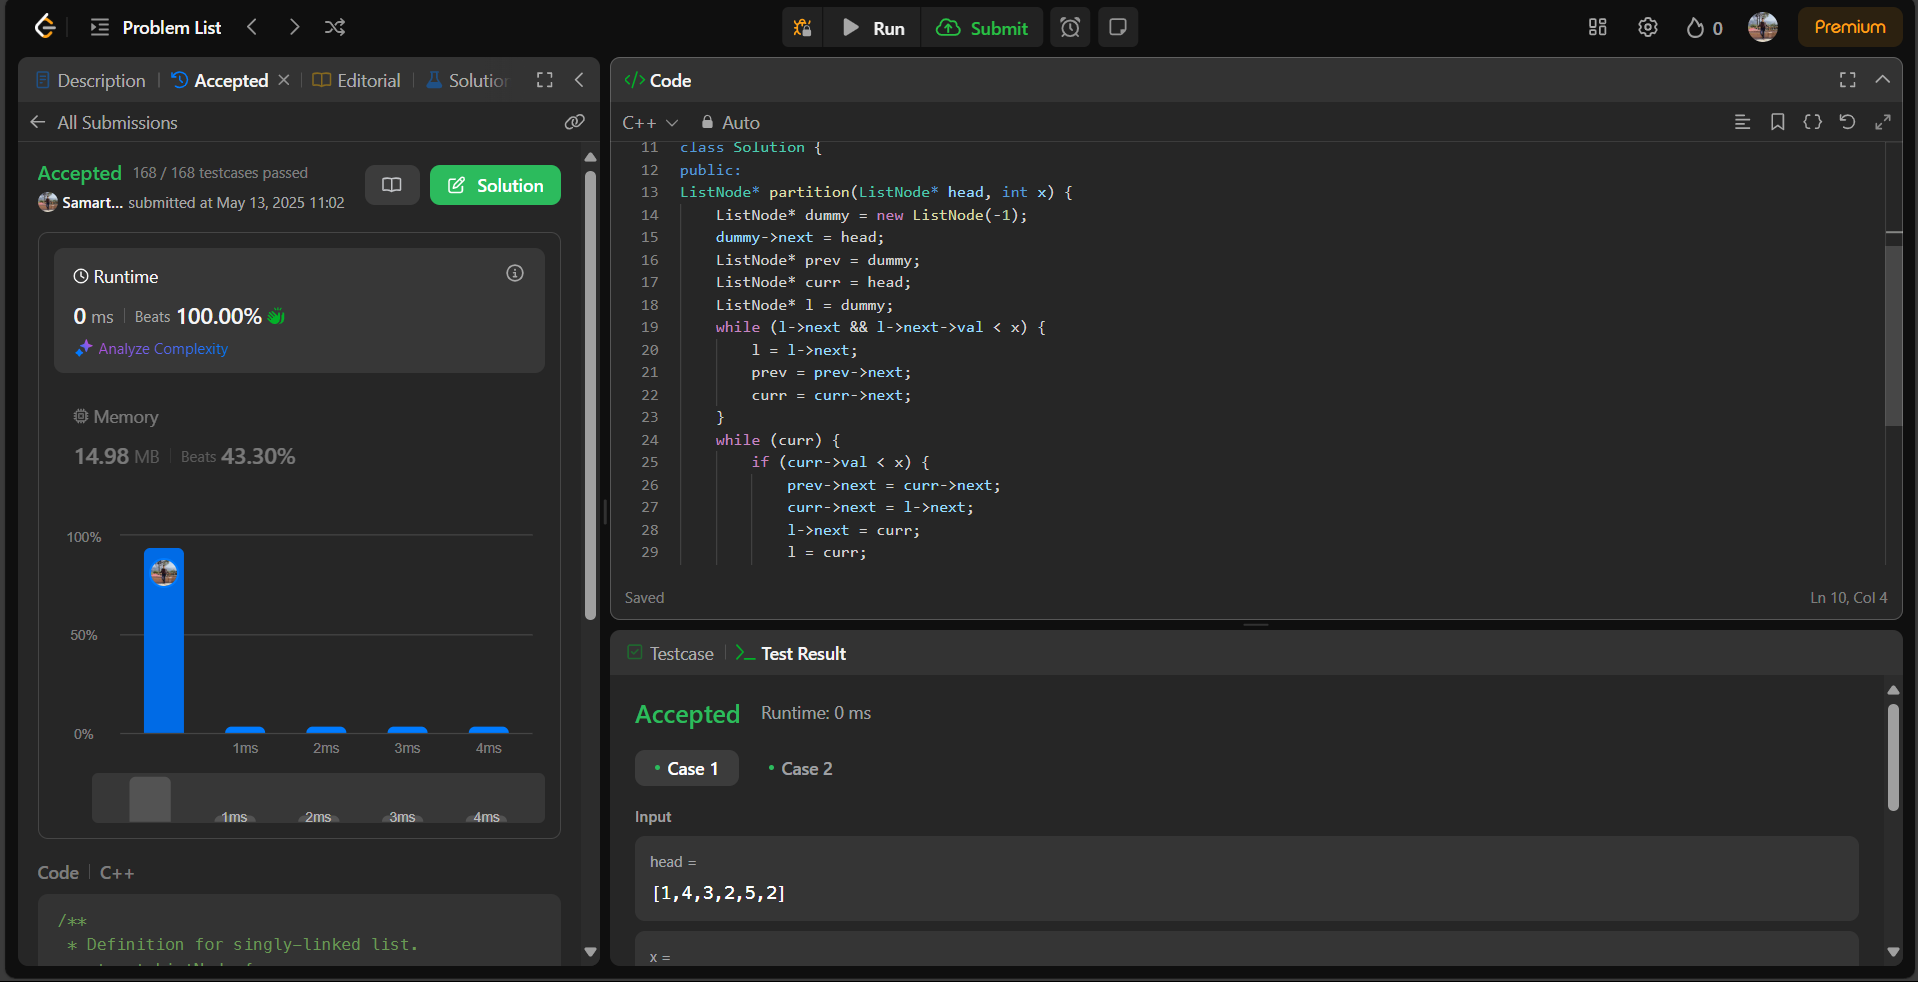 Problem List
Run
Submit
0
Premium
Description
Accepted
Editorial
Solution
All Submissions
Accepted 168 / 168 testcases passed
Samart... submitted at May 13, 2025 11:02
Solution
Runtime
0 ms Beats 100.00%
Analyze Complexity
Memory
14.98 MB Beats 43.30%
100%
50%
0%
1ms 2ms 3ms 4ms
1ms 2ms 3ms 4ms
Code C++
/**
* Definition for singly-linked list.
</> Code
C++ Auto
11 class Solution {
12 public:
13 ListNode* partition(ListNode* head, int x) {
14 ListNode* dummy = new ListNode(-1);
15 dummy->next = head;
16 ListNode* prev = dummy;
17 ListNode* curr = head;
18 ListNode* l = dummy;
19 while (l->next && l->next->val < x) {
20 l = l->next;
21 prev = prev->next;
22 curr = curr->next;
23 }
24 while (curr) {
25 if (curr->val < x) {
26 prev->next = curr->next;
27 curr->next = l->next;
28 l->next = curr;
29 l = curr;
Saved
Ln 10, Col 4
Testcase
Test Result
Accepted Runtime: 0 ms
Case 1
Case 2
Input
head =
[1,4,3,2,5,2]
x =